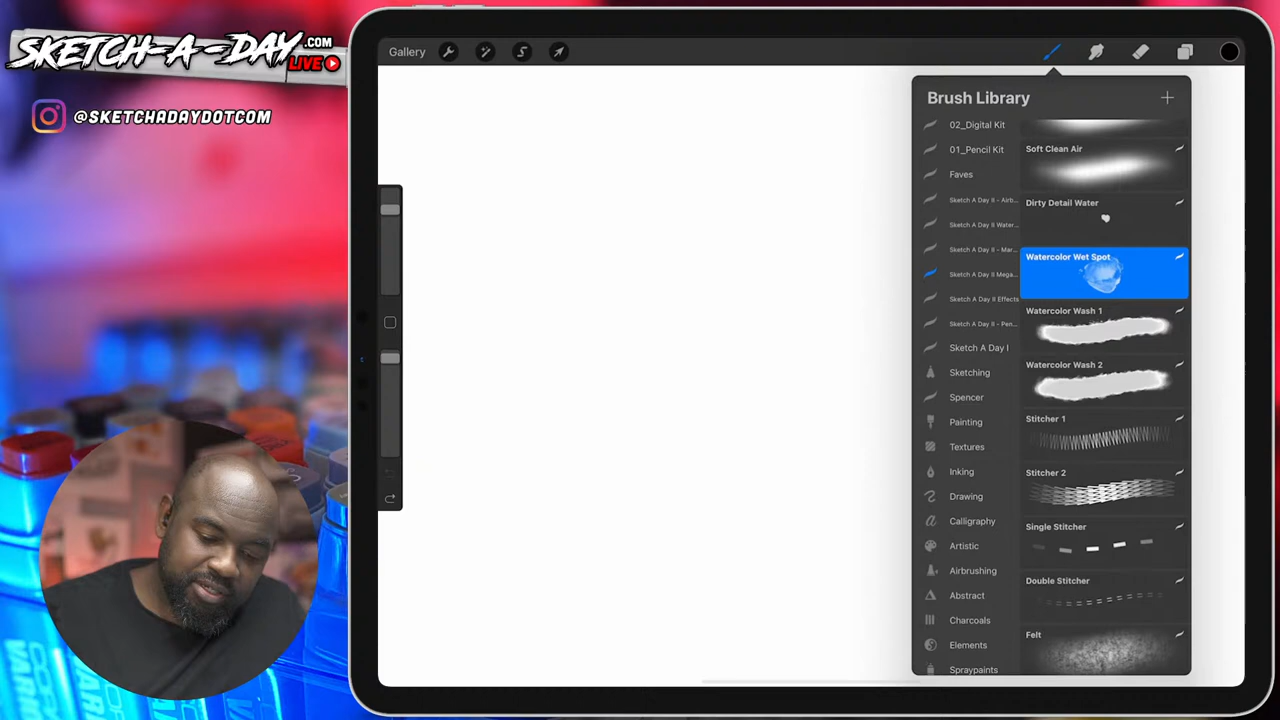 SKETCH-A-DAY.COM
LIVE
@SKETCHADAYDOTCOM
Gallery
Brush Library
02_Digital Kit
01_Pencil Kit
Faves
Sketch A Day II - Airb...
Sketch A Day II Water...
Sketch A Day II - Mar...
Sketch A Day II Mega...
Sketch A Day II Effects
Sketch A Day II - Pen...
Sketch A Day I
Sketching
Spencer
Painting
Textures
Inking
Drawing
Calligraphy
Artistic
Airbrushing
Abstract
Charcoals
Elements
Spraypaints
Soft Clean Air
Dirty Detail Water
Watercolor Wet Spot
Watercolor Wash 1
Watercolor Wash 2
Stitcher 1
Stitcher 2
Single Stitcher
Double Stitcher
Felt